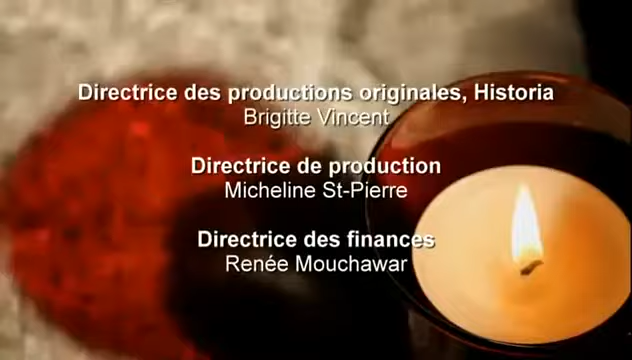 Directrice des productions originales, Historia
Brigitte Vincent
Directrice de production
Micheline St-Pierre
Directrice des finances
Renée Mouchawar